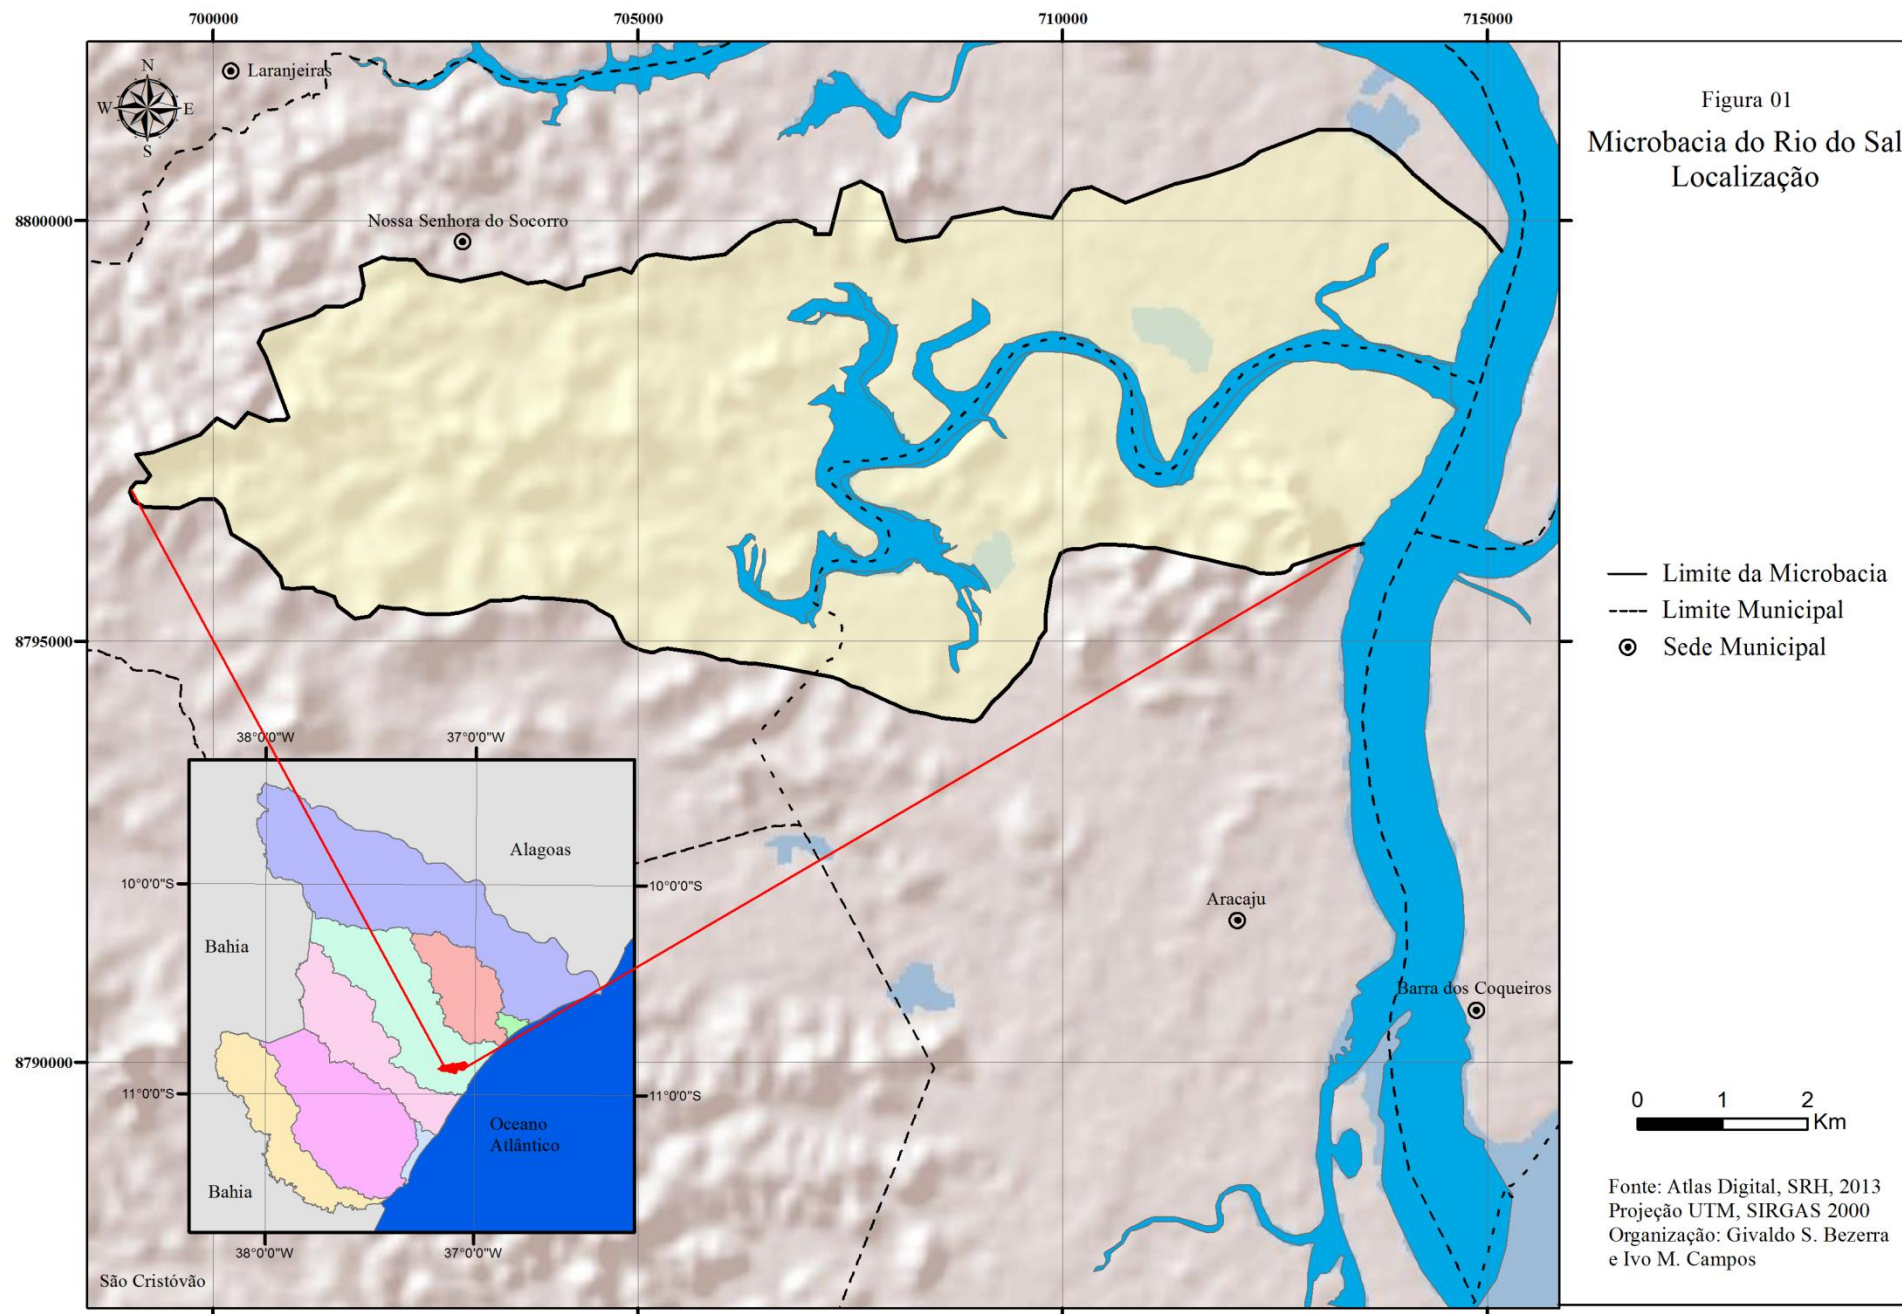 700000
705000
710000
715000
N
W
E
S
Laranjeiras
Nossa Senhora do Socorro
8800000
8795000
8790000
Aracaju
Barra dos Coqueiros
São Cristóvão
38°0'0"W
37°0'0"W
10°0'0"S
10°0'0"S
11°0'0"S
11°0'0"S
38°0'0"W
37°0'0"W
Alagoas
Bahia
Bahia
Oceano
Atlântico
Figura 01
Microbacia do Rio do Sal
Localização
Limite da Microbacia
Limite Municipal
Sede Municipal
0 1 2
Km
Fonte: Atlas Digital, SRH, 2013
Projeção UTM, SIRGAS 2000
Organização: Givaldo S. Bezerra
e Ivo M. Campos